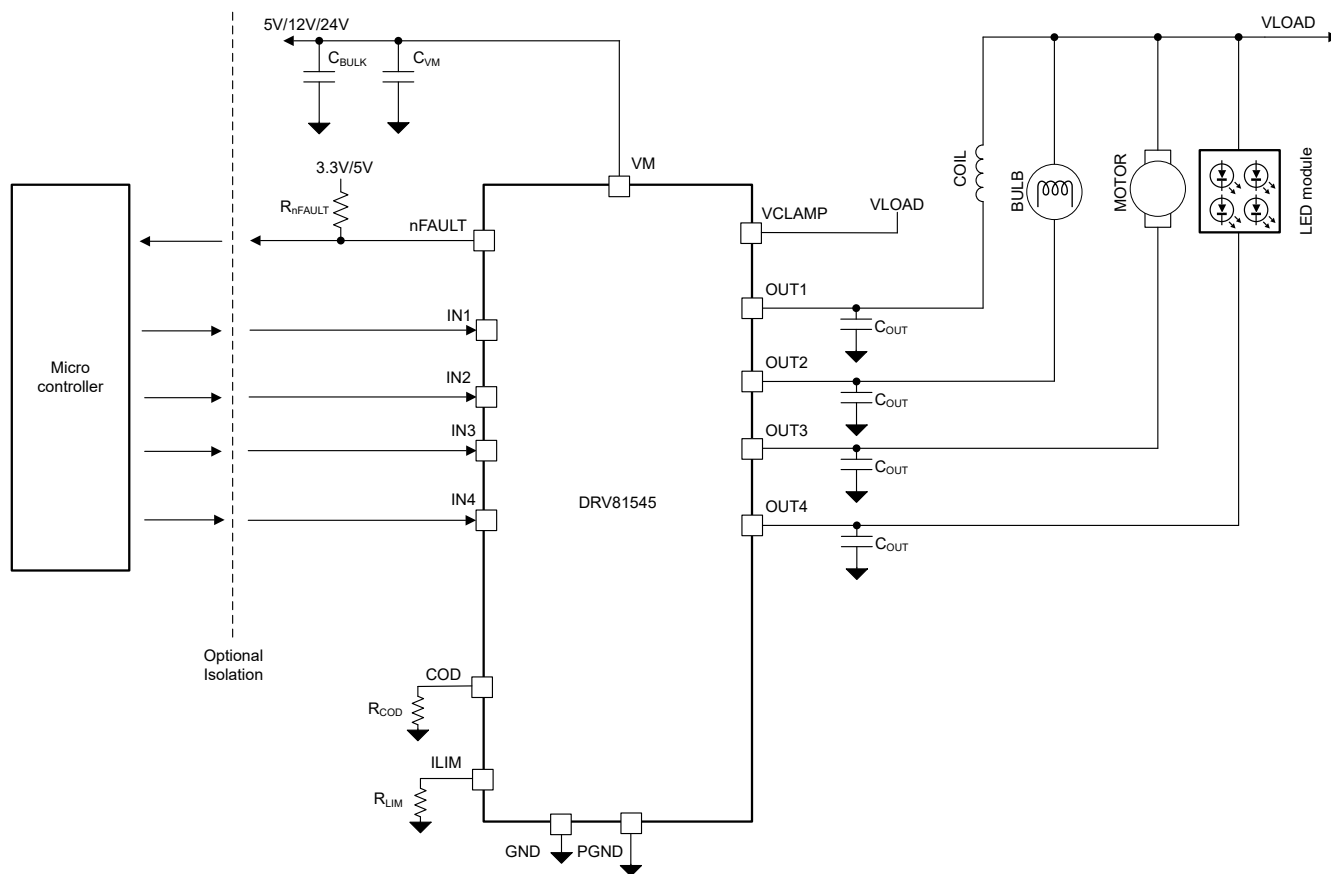 5V/12V/24V
VLOAD
CBULK
CVM
3.3V/5V
VM
COIL
BULB
MOTOR
LED module
RnFAULT
nFAULT
VCLAMP
VLOAD
OUT1
COUT
IN1
Micro
controller
IN2
OUT2
COUT
IN3
OUT3
COUT
DRV81545
IN4
OUT4
COUT
Optional
Isolation
COD
RCOD
ILIM
RLIM
GND
PGND